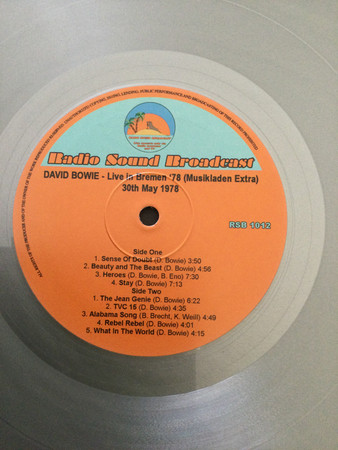 Radio Sound Broadcast
DAVID BOWIE - Live in Bremen '78 (Musikladen Extra)
30th May 1978
RSB 1012
Side One
1. Sense Of Doubt (D. Bowie) 3:50
2. Beauty and The Beast (D. Bowie) 4:56
3. Heroes (D. Bowie, B. Eno) 7:30
4. Stay (D. Bowie) 7:13
Side Two
1. The Jean Genie (D. Bowie) 6:22
2. TVC 15 (D. Bowie) 4:35
3. Alabama Song (B. Brecht, K. Weill) 4:49
4. Rebel Rebel (D. Bowie) 4:01
5. What in The World (D. Bowie) 4:15